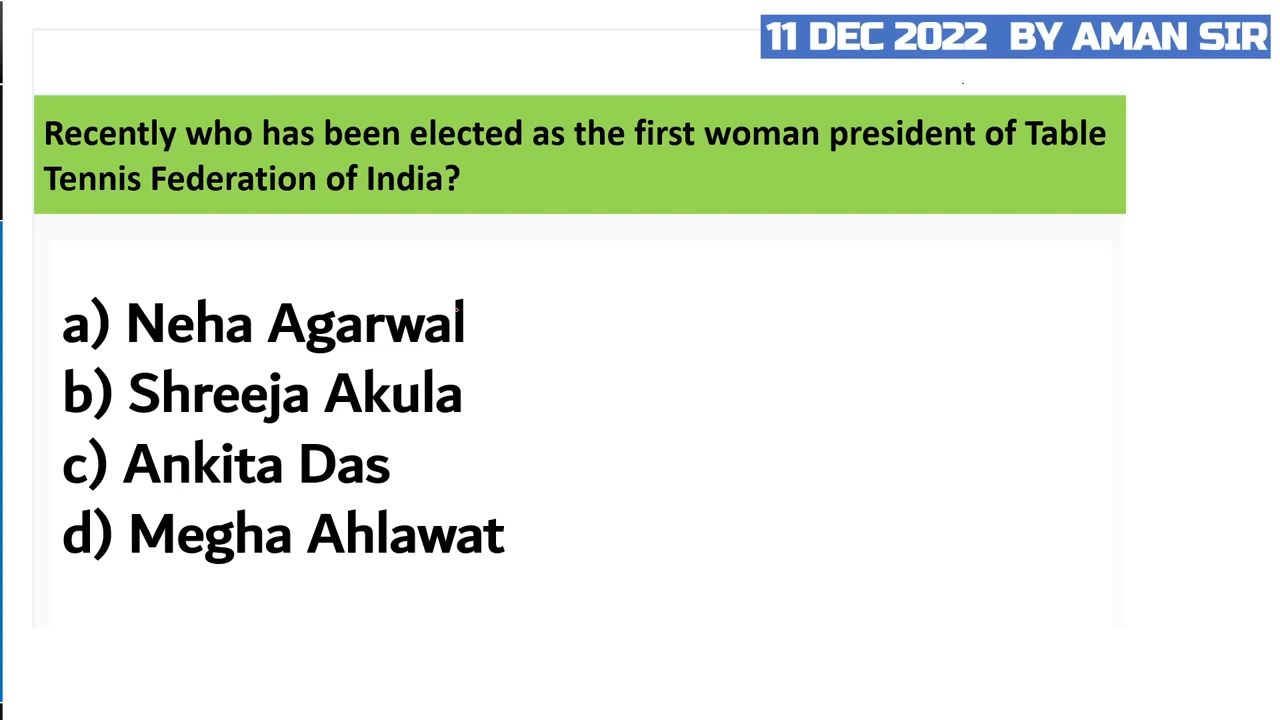 11 DEC 2022 BY AMAN SIR
Recently who has been elected as the first woman president of Table
Tennis Federation of India?
a) Neha Agarwal
b) Shreeja Akula
c) Ankita Das
d) Megha Ahlawat